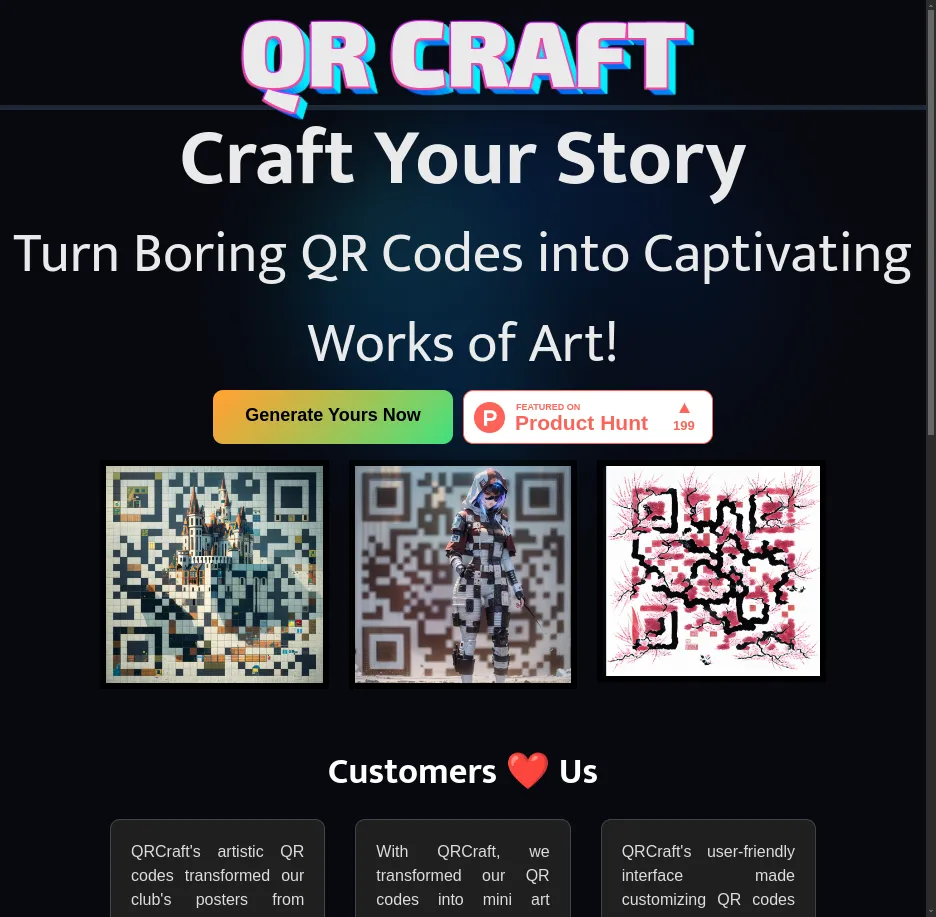 QR CRAFT
Craft Your Story
Turn Boring QR Codes into Captivating
Works of Art!
Generate Yours Now
P
FEATURED ON
Product Hunt
▲
199
Customers ❤️ Us
QRCraft's artistic QR
codes transformed our
club's posters from
With QRCraft, we
transformed our QR
codes into mini art
QRCraft's user-friendly
interface made
customizing QR codes